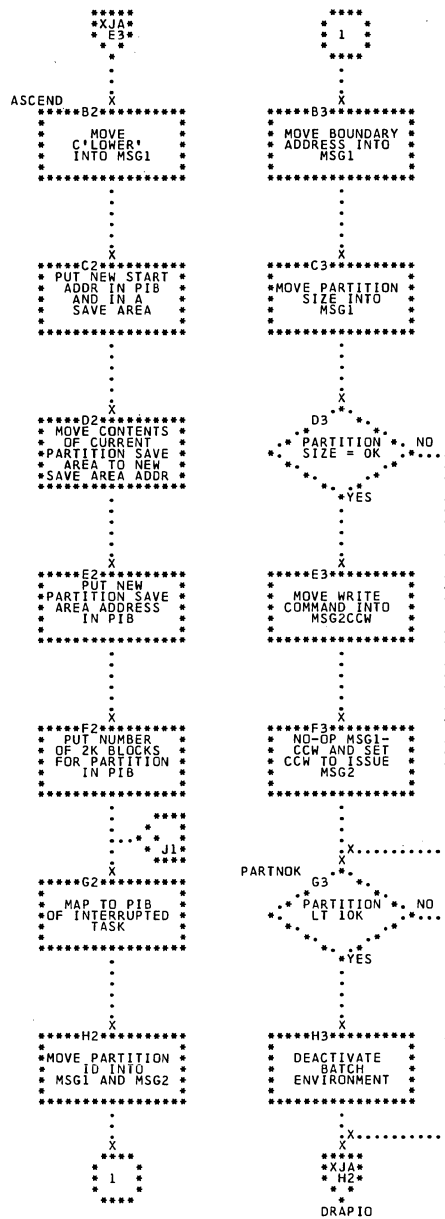 XJA
E3
ASCEND
B2
MOVE
C'LOWER'
INTO MSG1
C2
PUT NEW START
ADDR IN PIB
AND IN A
SAVE AREA
D2
MOVE CONTENTS
OF CURRENT
PARTITION SAVE
AREA TO NEW
SAVE AREA ADDR
E2
PUT NEW
PARTITION SAVE
AREA ADDRESS
IN PIB
F2
PUT NUMBER
OF 2K BLOCKS
FOR PARTITION
IN PIB
J1
G2
MAP TO PIB
OF INTERRUPTED
TASK
H2
MOVE PARTITION
ID INTO
MSG1 AND MSG2
1
1
B3
MOVE BOUNDARY
ADDRESS INTO
MSG1
C3
MOVE PARTITION
SIZE INTO
MSG1
D3
PARTITION
SIZE = OK
NO
YES
E3
MOVE WRITE
COMMAND INTO
MSG2CCW
F3
NO-OP MSG1-
CCW AND SET
CCW TO ISSUE
MSG2
PARTNOK
G3
PARTITION
LT 10K
NO
YES
H3
DEACTIVATE
BATCH
ENVIRONMENT
XJA
H2
DRAPIO